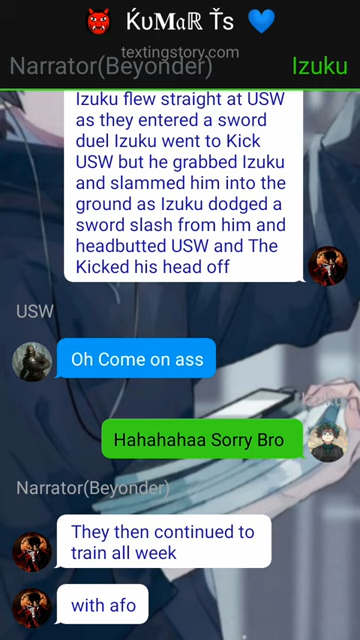 👹 ḰυᎷαℝ Ťѕ 💙
textingstory.com
Narrator(Beyonder)
Izuku
Izuku flew straight at USW
as they entered a sword
duel Izuku went to Kick
USW but he grabbed Izuku
and slammed him into the
ground as Izuku dodged a
sword slash from him and
headbutted USW and The
Kicked his head off
USW
Oh Come on ass
Izuku
Hahahahaa Sorry Bro
Narrator(Beyonder)
They then continued to
train all week
with afo